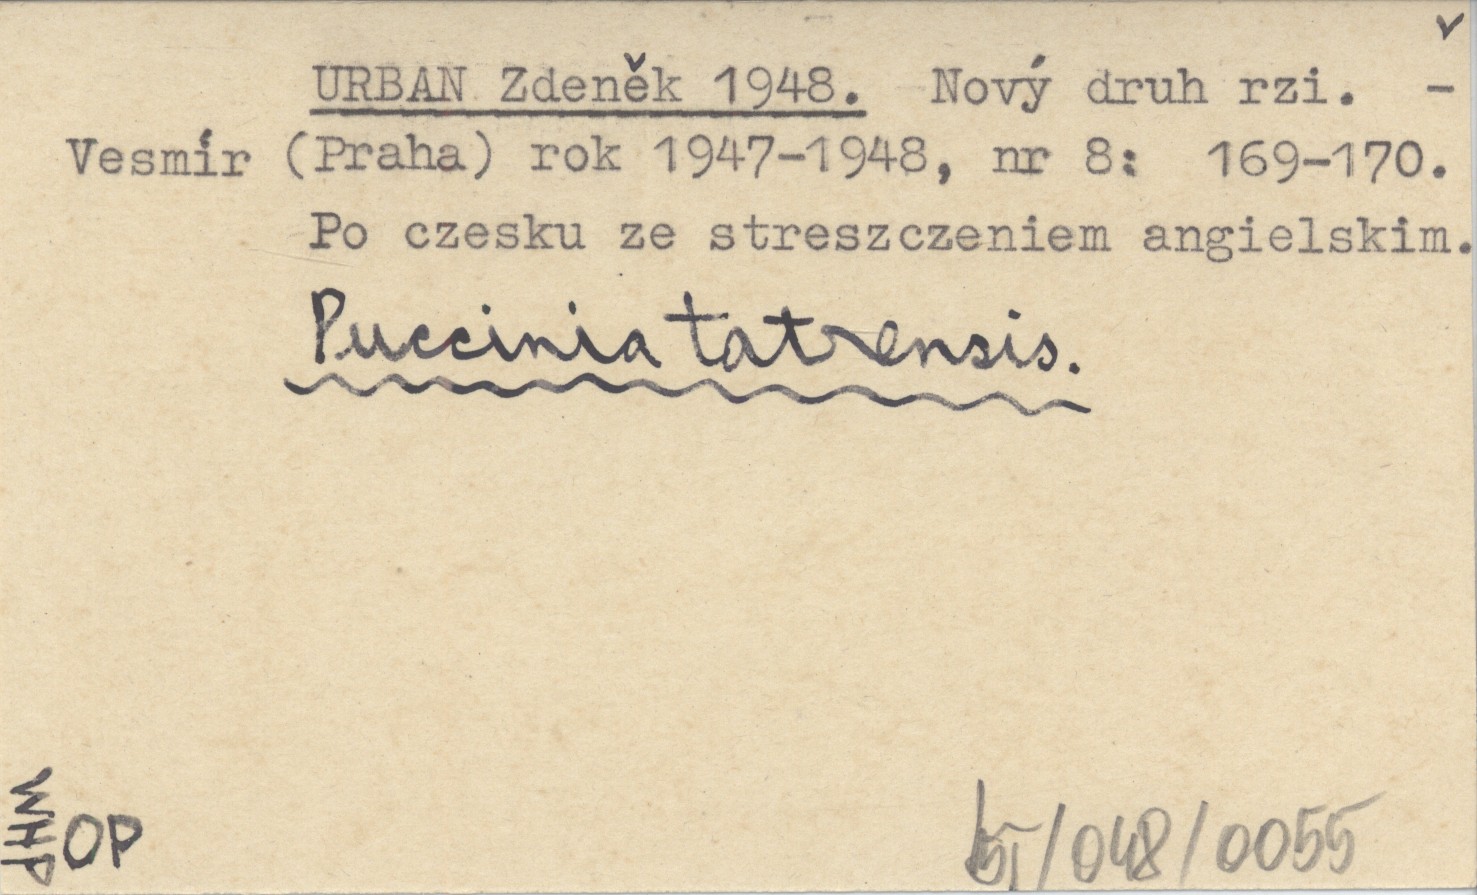 URBAN Zdeněk 1948. Nový druh rzi. -
Vesmír (Praha) rok 1947-1948, nr 8: 169-170.
Po czesku ze streszczeniem angielskim.
Puccinia tatrensis.
WHP
OP
/048/0055